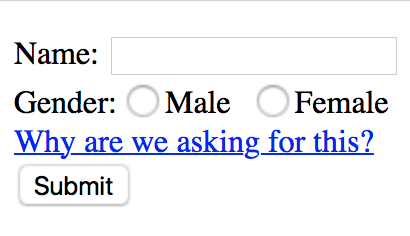 Name:
Gender: Male Female
Why are we asking for this?
Submit